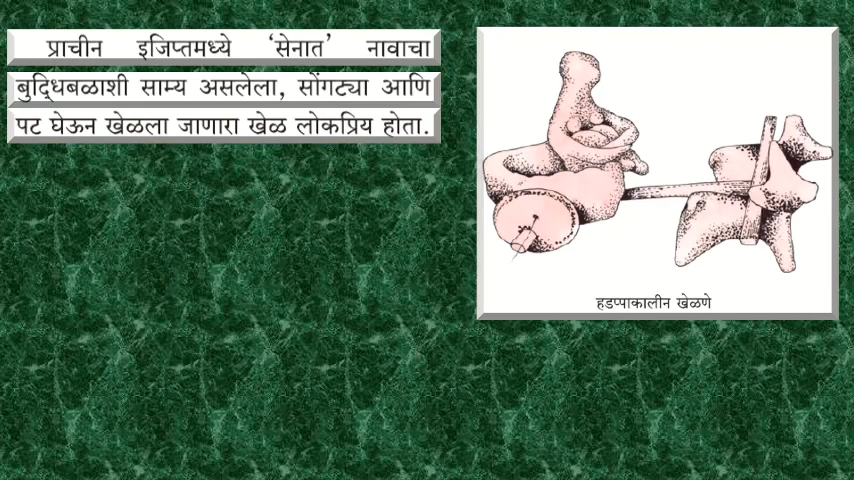 प्राचीन इजिप्तमध्ये ‘सेनात’ नावाचा
बुद्धिबळाशी साम्य असलेला, सोंगट्या आणि
पट घेऊन खेळला जाणारा खेळ लोकप्रिय होता.
हडप्पाकालीन खेळणे